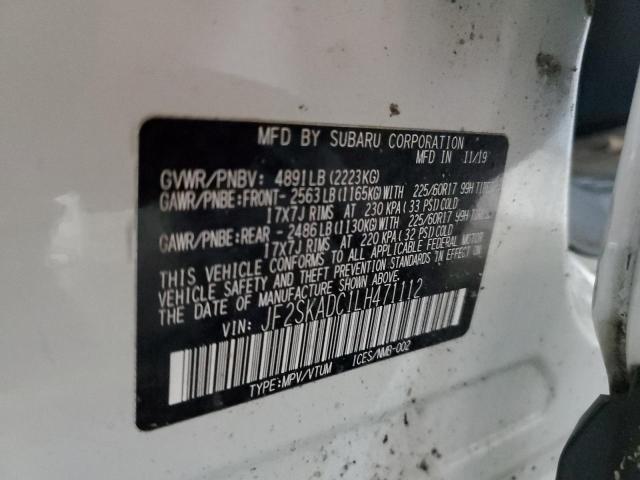 MFD BY SUBARU CORPORATION
MFD IN 11/19
GVWR/PNBV: 4891LB(2223KG)
GAWR/PNBE:FRONT- 2563LB(1165KG)WITH 225/60R17 99H TIRES,
17X7J RIMS AT 230 KPA(33 PSI)COLD
GAWR/PNBE:REAR - 2486LB(1130KG)WITH 225/60R17 99H TIRES,
17X7J RIMS AT 220 KPA(32 PSI)COLD
THIS VEHICLE CONFORMS TO ALL APPLICABLE FEDERAL MOTOR
VEHICLE SAFETY AND THEFT PREVENTION STANDARDS IN EFFECT ON
THE DATE OF MANUFACTURE SHOWN ABOVE.
VIN: JF2SKADC1LH471112
TYPE:MPV/VTUM ICES/NMB-002